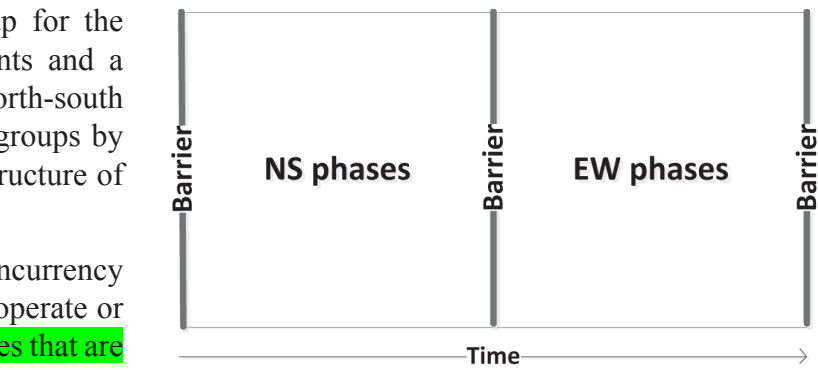 p for the
nts and a
orth-south
groups by
ructure of
ncurrency
operate or
es that are
Barrier
NS phases
Barrier
EW phases
Barrier
Time